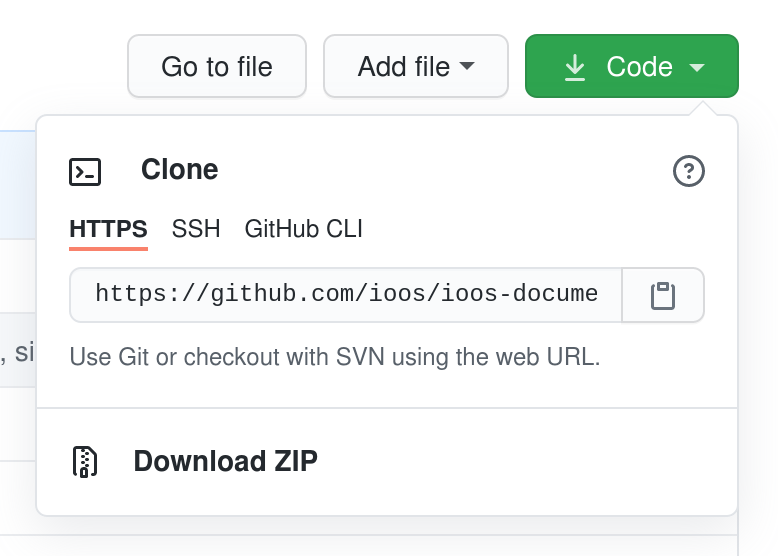 Go to file Add file Code
Clone
HTTPS SSH GitHub CLI
https://github.com/ioos/ioos-docume
, si
Use Git or checkout with SVN using the web URL.
Download ZIP